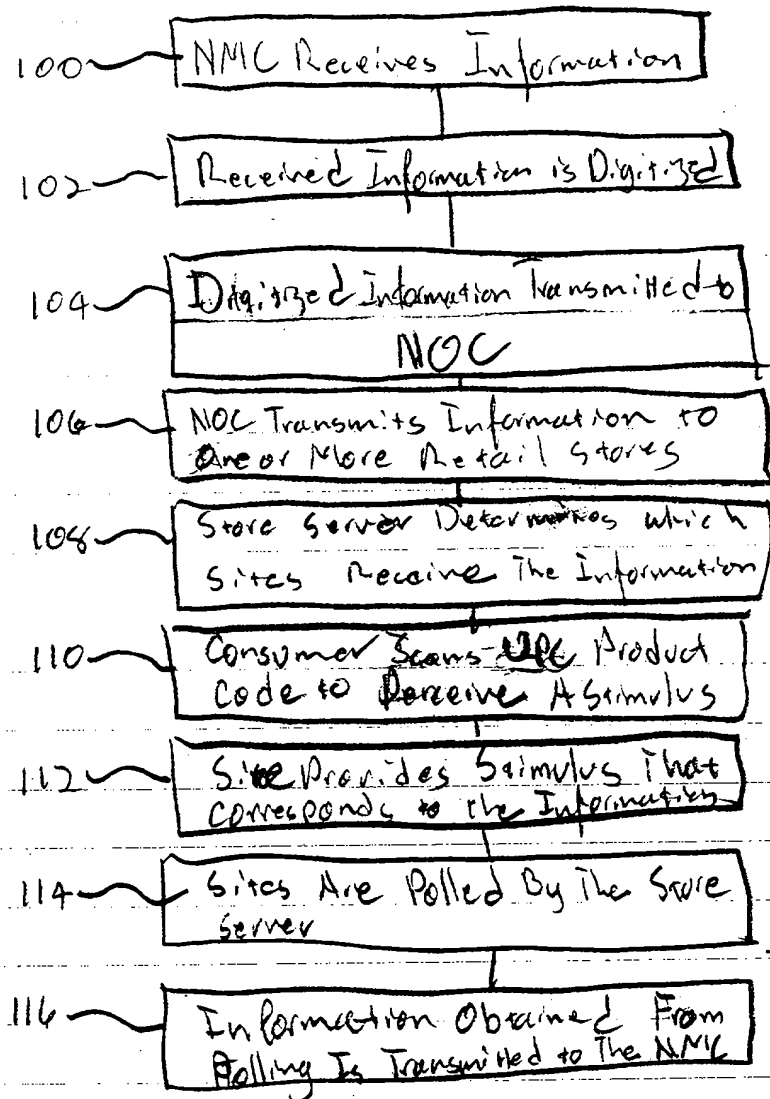 100 NMC Receives Information
102 Received Information is Digitized
104 Digitized Information Transmitted to
NOC
106 NOC Transmits Information to
One or More Retail Stores
108 Store Server Determines which
Sites Receive The Information
110 Consumer Scans UPC Product
Code to Perceive A Stimulus
112 Site Provides Stimulus That
Corresponds to the Information
114 Sites Are Polled By The Store
Server
116 Information Obtained From
Polling Is Transmitted to The NMC